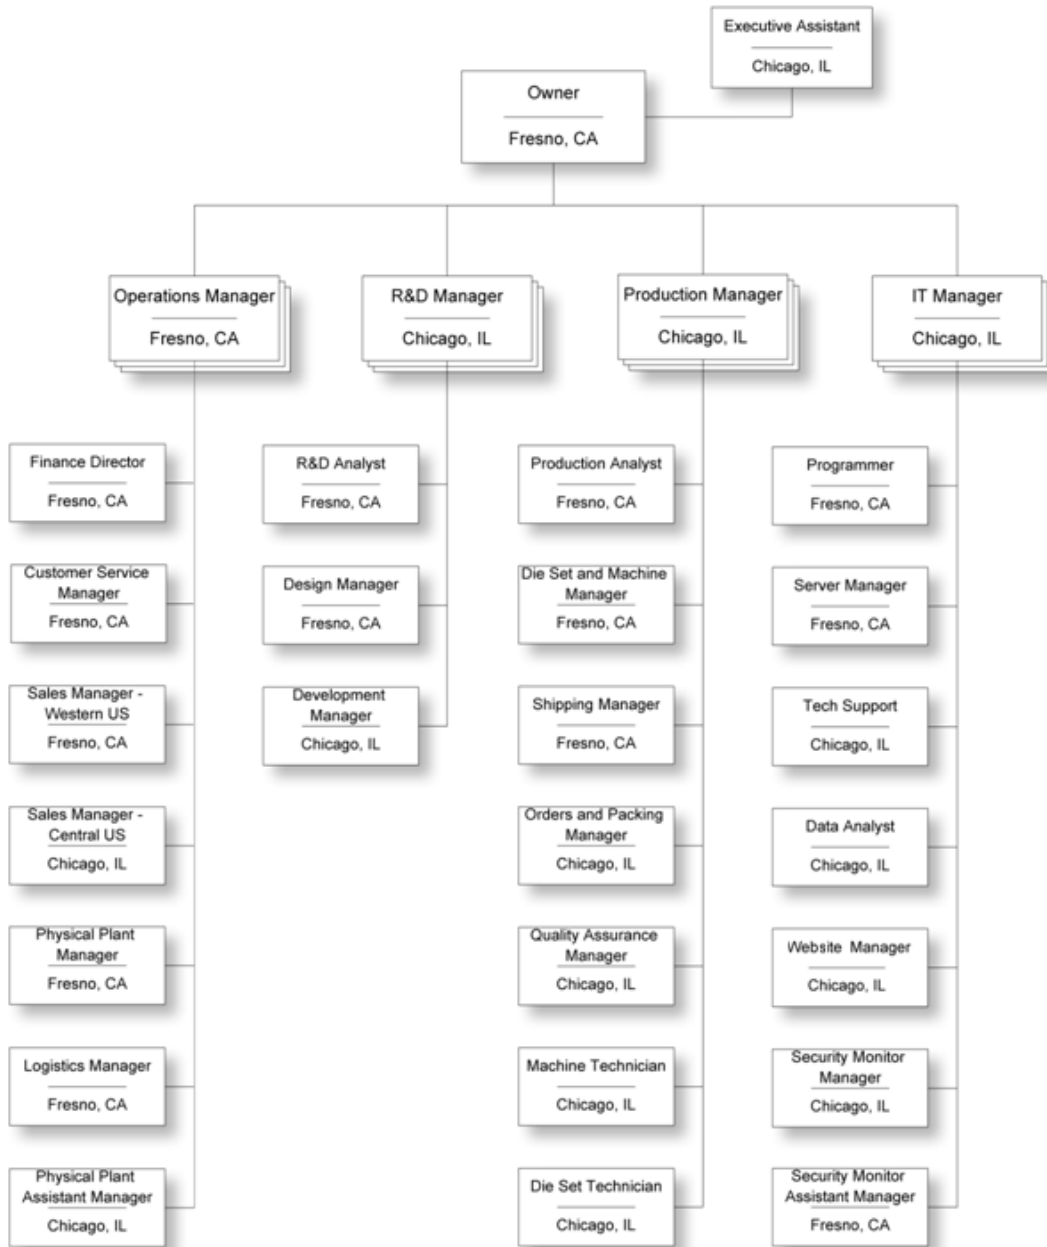 Executive Assistant
Chicago, IL
Owner
Fresno, CA
Operations Manager
Fresno, CA
R&D Manager
Chicago, IL
Production Manager
Chicago, IL
IT Manager
Chicago, IL
Finance Director
Fresno, CA
Customer Service
Manager
Fresno, CA
Sales Manager -
Western US
Fresno, CA
Sales Manager -
Central US
Chicago, IL
Physical Plant
Manager
Fresno, CA
Logistics Manager
Fresno, CA
Physical Plant
Assistant Manager
Chicago, IL
R&D Analyst
Fresno, CA
Design Manager
Fresno, CA
Development
Manager
Chicago, IL
Production Analyst
Fresno, CA
Die Set and Machine
Manager
Fresno, CA
Shipping Manager
Fresno, CA
Orders and Packing
Manager
Chicago, IL
Quality Assurance
Manager
Chicago, IL
Machine Technician
Chicago, IL
Die Set Technician
Chicago, IL
Programmer
Fresno, CA
Server Manager
Fresno, CA
Tech Support
Chicago, IL
Data Analyst
Chicago, IL
Website Manager
Chicago, IL
Security Monitor
Manager
Chicago, IL
Security Monitor
Assistant Manager
Fresno, CA